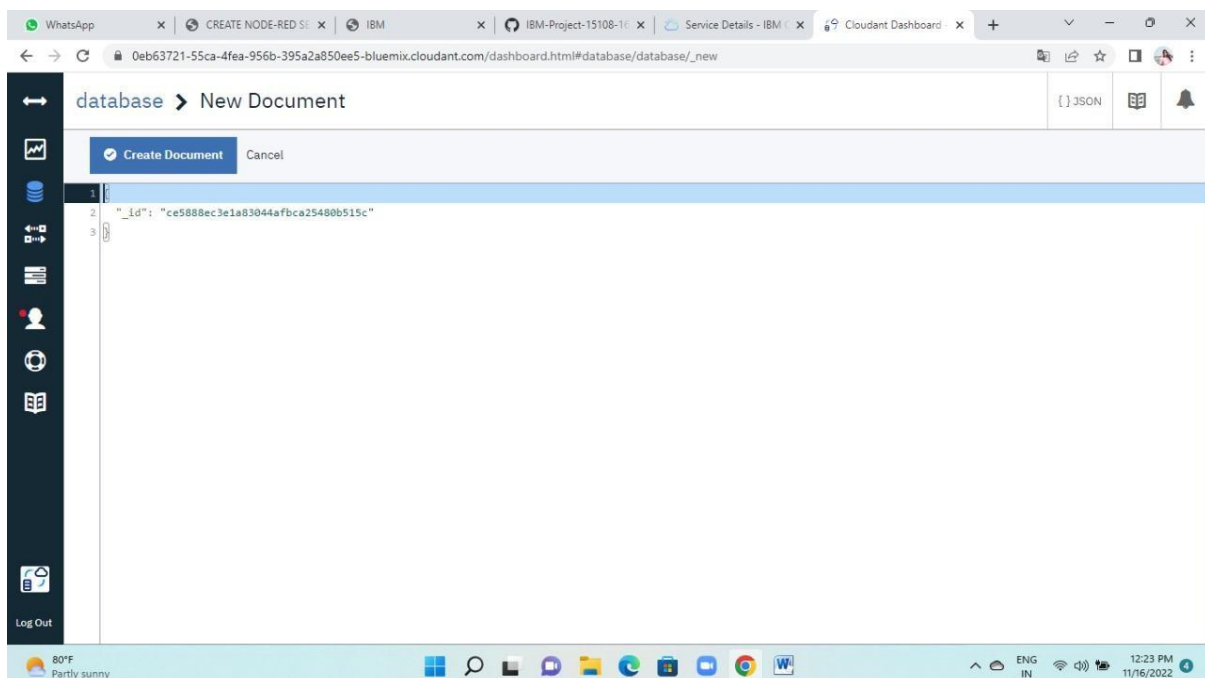 WhatsApp
CREATE NODE-RED SE
IBM
IBM-Project-15108-16
Service Details - IBM C
Cloudant Dashboard -
0eb63721-55ca-4fea-956b-395a2a850ee5-bluemix.cloudant.com/dashboard.html#database/database/_new
database > New Document
{ } JSON
Create Document Cancel
1 {
2 "_id": "ce5888ec3e1a83044afbca25480b515c"
3 }
Log Out
80°F
Partly sunny
ENG
IN
12:23 PM
11/16/2022
4